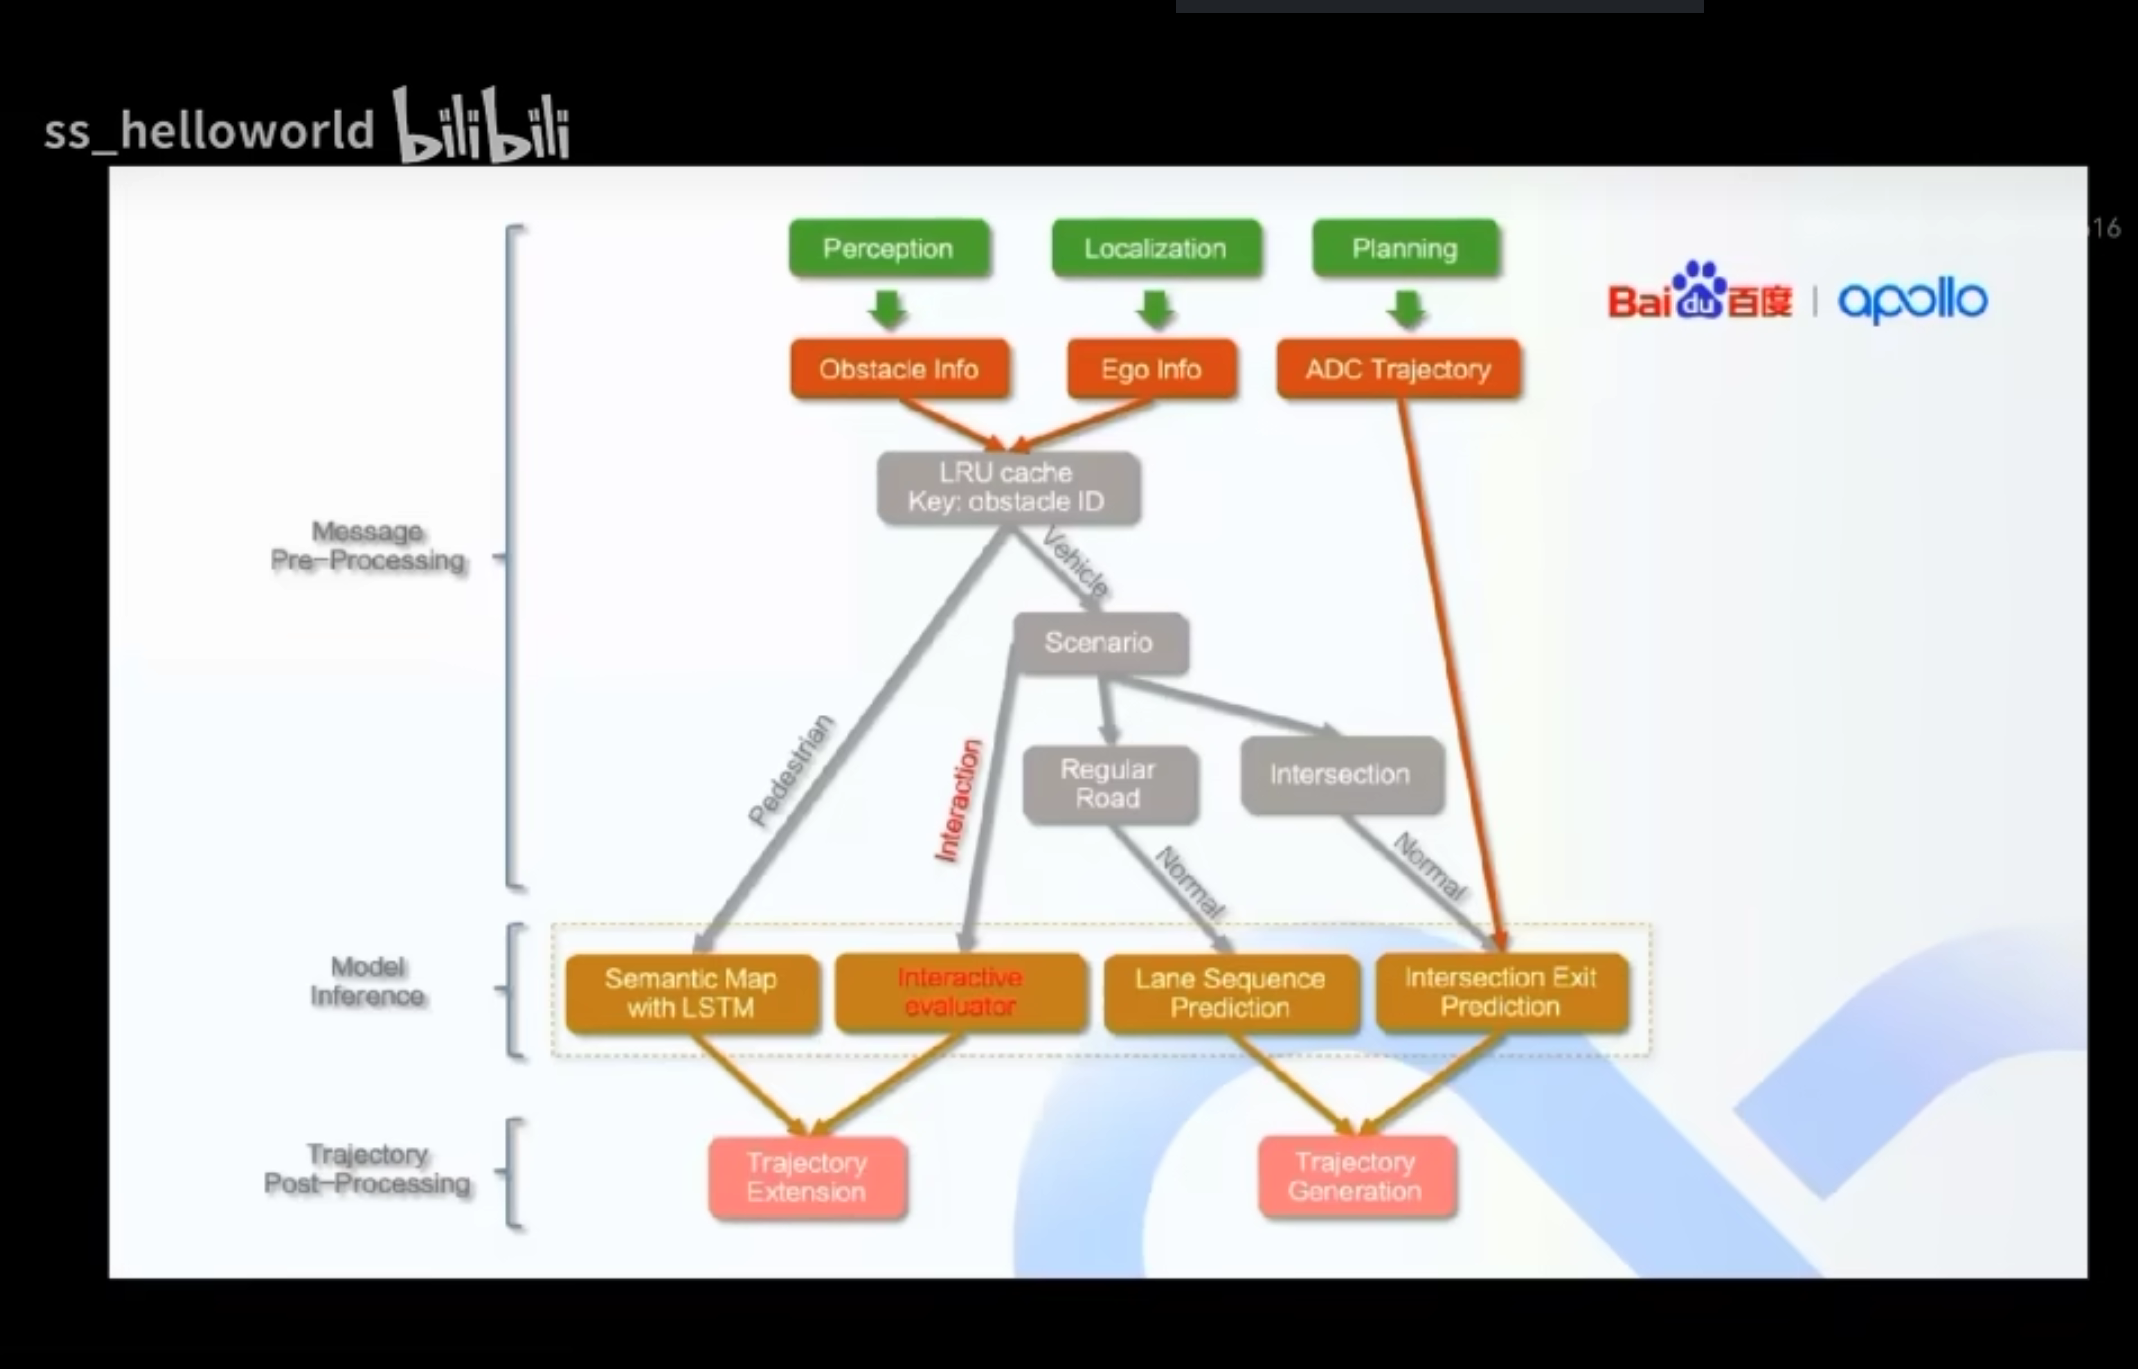 ss_helloworld bilibili
16
Perception
Localization
Planning
Baidu百度 | apollo
Obstacle Info
Ego Info
ADC Trajectory
LRU cache
Key: obstacle ID
Message
Pre-Processing
Vehicle
Scenario
Pedestrian
Interaction
Regular
Road
Intersection
Normal
Normal
Model
Inference
Semantic Map
with LSTM
Interactive
evaluator
Lane Sequence
Prediction
Intersection Exit
Prediction
Trajectory
Post-Processing
Trajectory
Extension
Trajectory
Generation